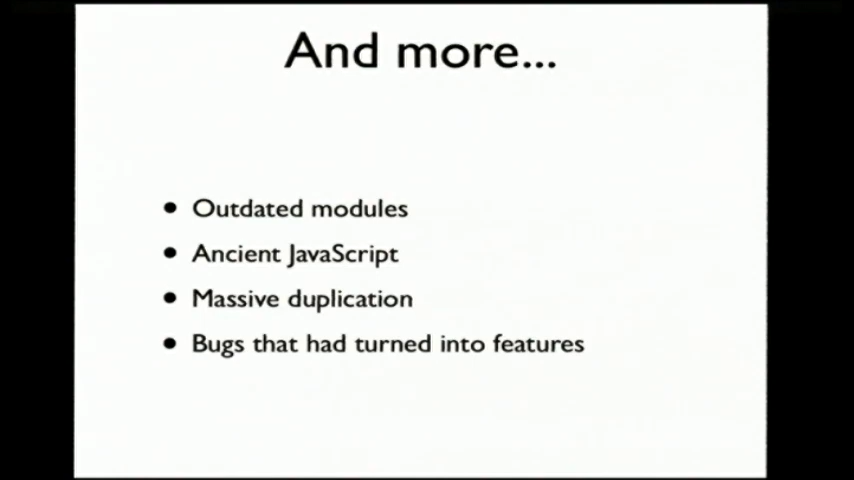 And more...
Outdated modules
Ancient JavaScript
Massive duplication
Bugs that had turned into features